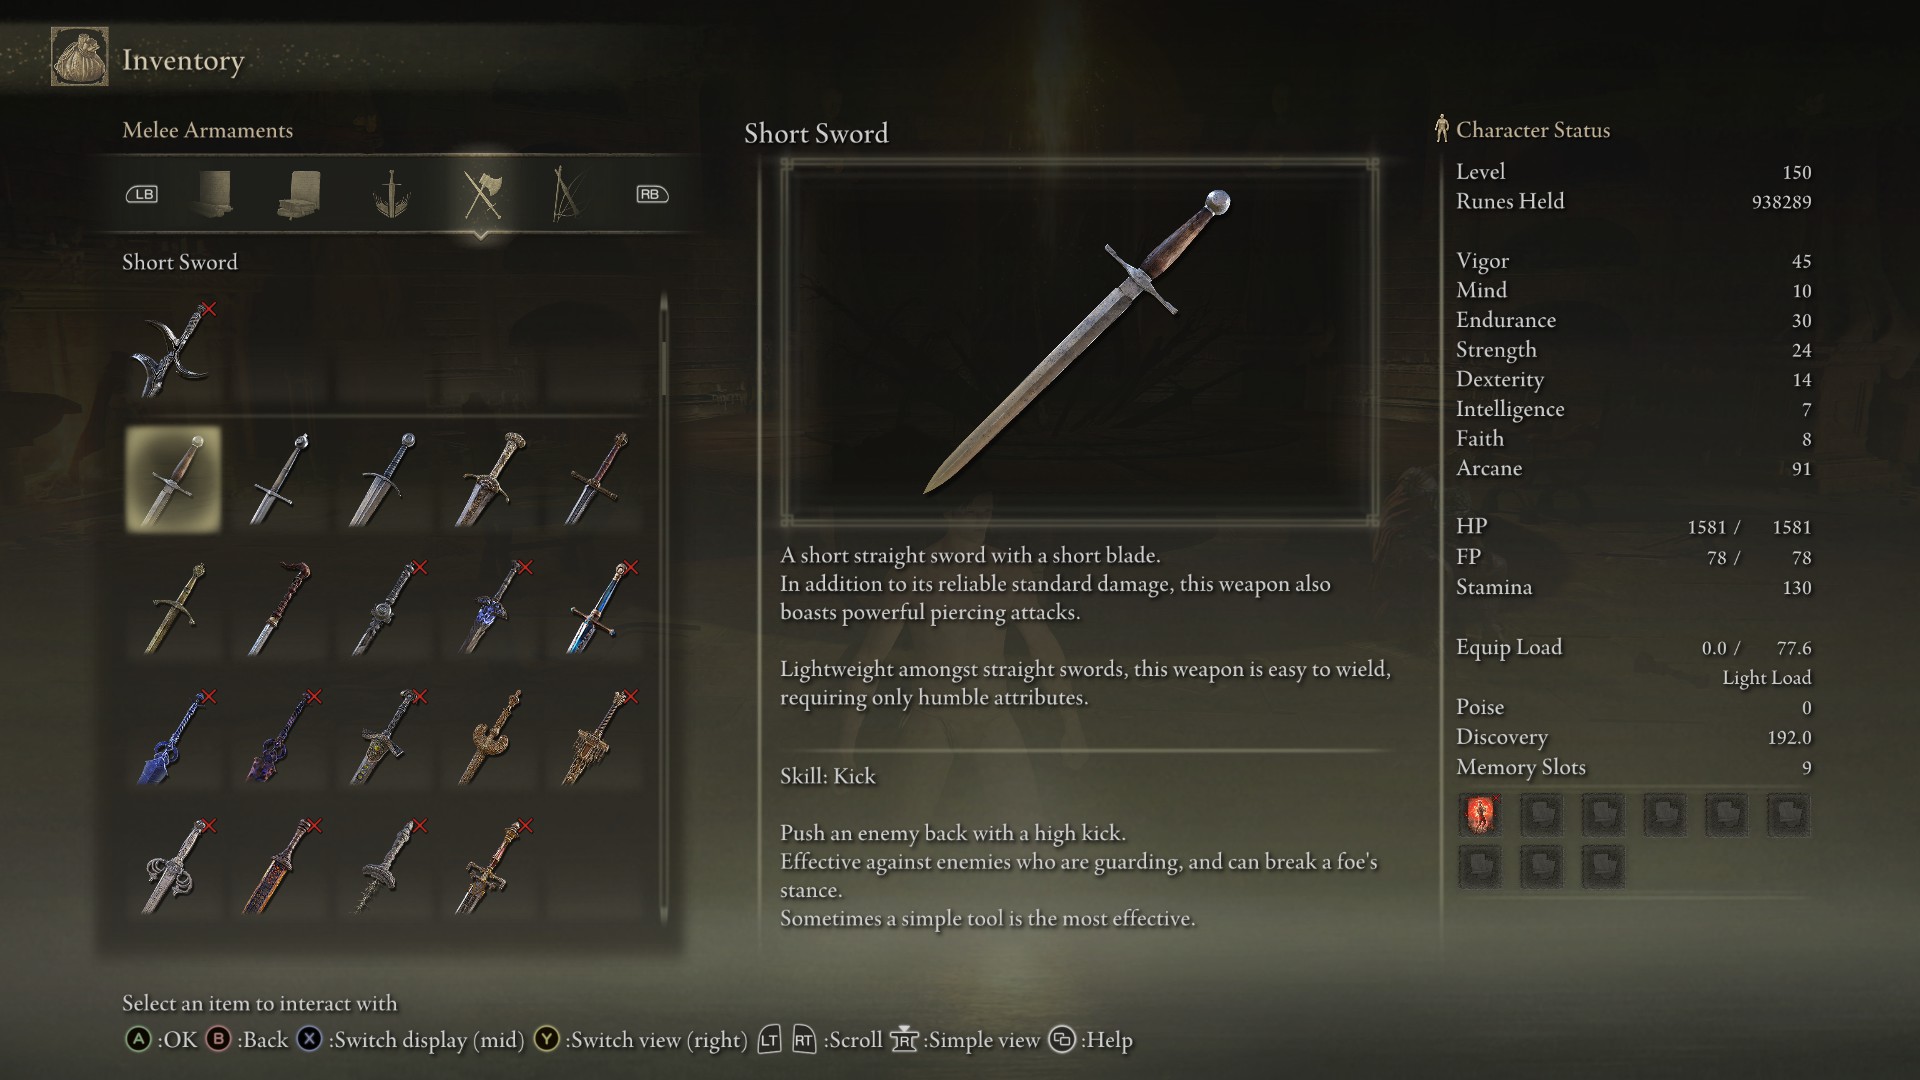 Inventory
Melee Armaments
LB
RB
Short Sword
Short Sword
A short straight sword with a short blade.
In addition to its reliable standard damage, this weapon also
boasts powerful piercing attacks.
Lightweight amongst straight swords, this weapon is easy to wield,
requiring only humble attributes.
Skill: Kick
Push an enemy back with a high kick.
Effective against enemies who are guarding, and can break a foe's
stance.
Sometimes a simple tool is the most effective.
Character Status
Level 150
Runes Held 938289
Vigor 45
Mind 10
Endurance 30
Strength 24
Dexterity 14
Intelligence 7
Faith 8
Arcane 91
HP 1581 / 1581
FP 78 / 78
Stamina 130
Equip Load 0.0 / 77.6
Light Load
Poise 0
Discovery 192.0
Memory Slots 9
Select an item to interact with
A :OK B :Back X :Switch display (mid) Y :Switch view (right) LT RT :Scroll R :Simple view :Help